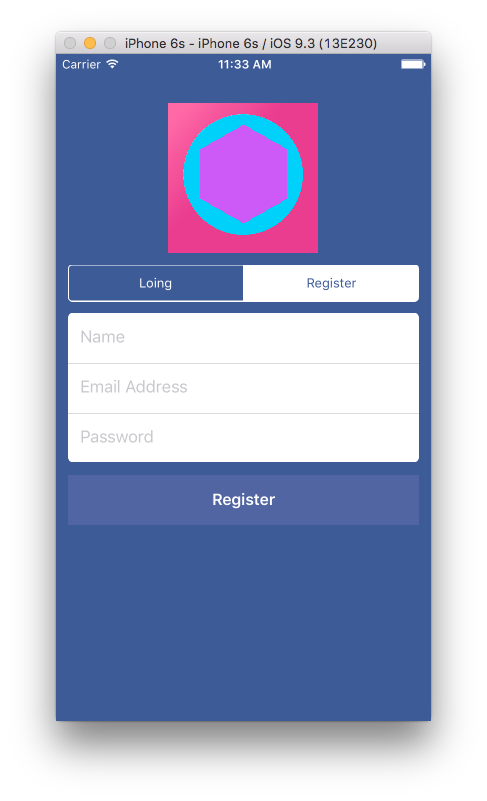 iPhone 6s - iPhone 6s / iOS 9.3 (13E230)
Carrier 11:33 AM
Loing Register
Name
Email Address
Password
Register